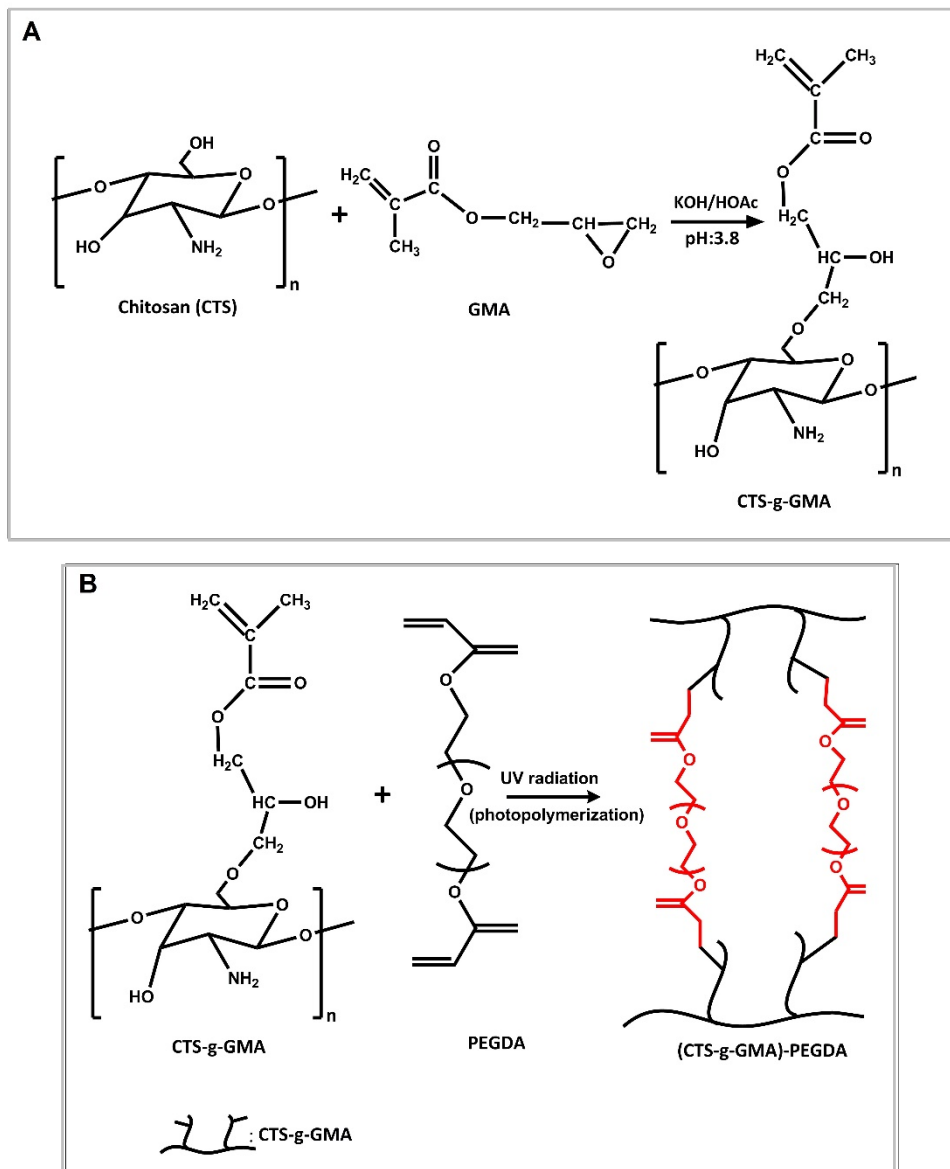 A
H₂C
CH₃
C
C
O
O
H₂C
HC
OH
CH₂
O
O
O
O
HO
NH₂
n
CTS-g-GMA
OH
O
O
O
HO
NH₂
n
Chitosan (CTS)
+
O
H₂C
C
C
CH₃
O
CH₂
CH
CH₂
O
GMA
KOH/HOAc
pH:3.8
B
H₂C
CH₃
C
C
O
O
H₂C
HC
OH
CH₂
O
O
O
O
HO
NH₂
n
CTS-g-GMA
+
O
O
O
PEGDA
UV radiation
(photopolymerization)
O
O
O
O
O
O
(CTS-g-GMA)-PEGDA
: CTS-g-GMA